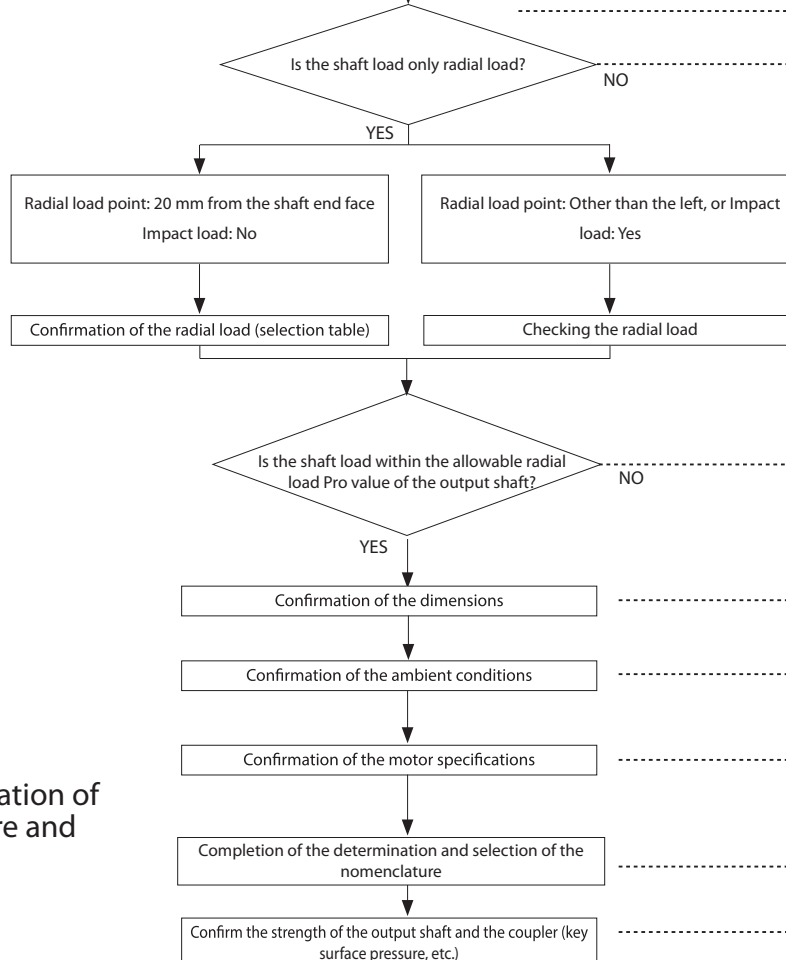 Is the shaft load only radial load?
NO
YES
Radial load point: 20 mm from the shaft end face
Impact load: No
Radial load point: Other than the left, or Impact
load: Yes
Confirmation of the radial load (selection table)
Checking the radial load
Is the shaft load within the allowable radial
load Pro value of the output shaft?
NO
YES
Confirmation of the dimensions
Confirmation of the ambient conditions
Confirmation of the motor specifications
ation of
re and
Completion of the determination and selection of the
nomenclature
Confirm the strength of the output shaft and the coupler (key
surface pressure, etc.)